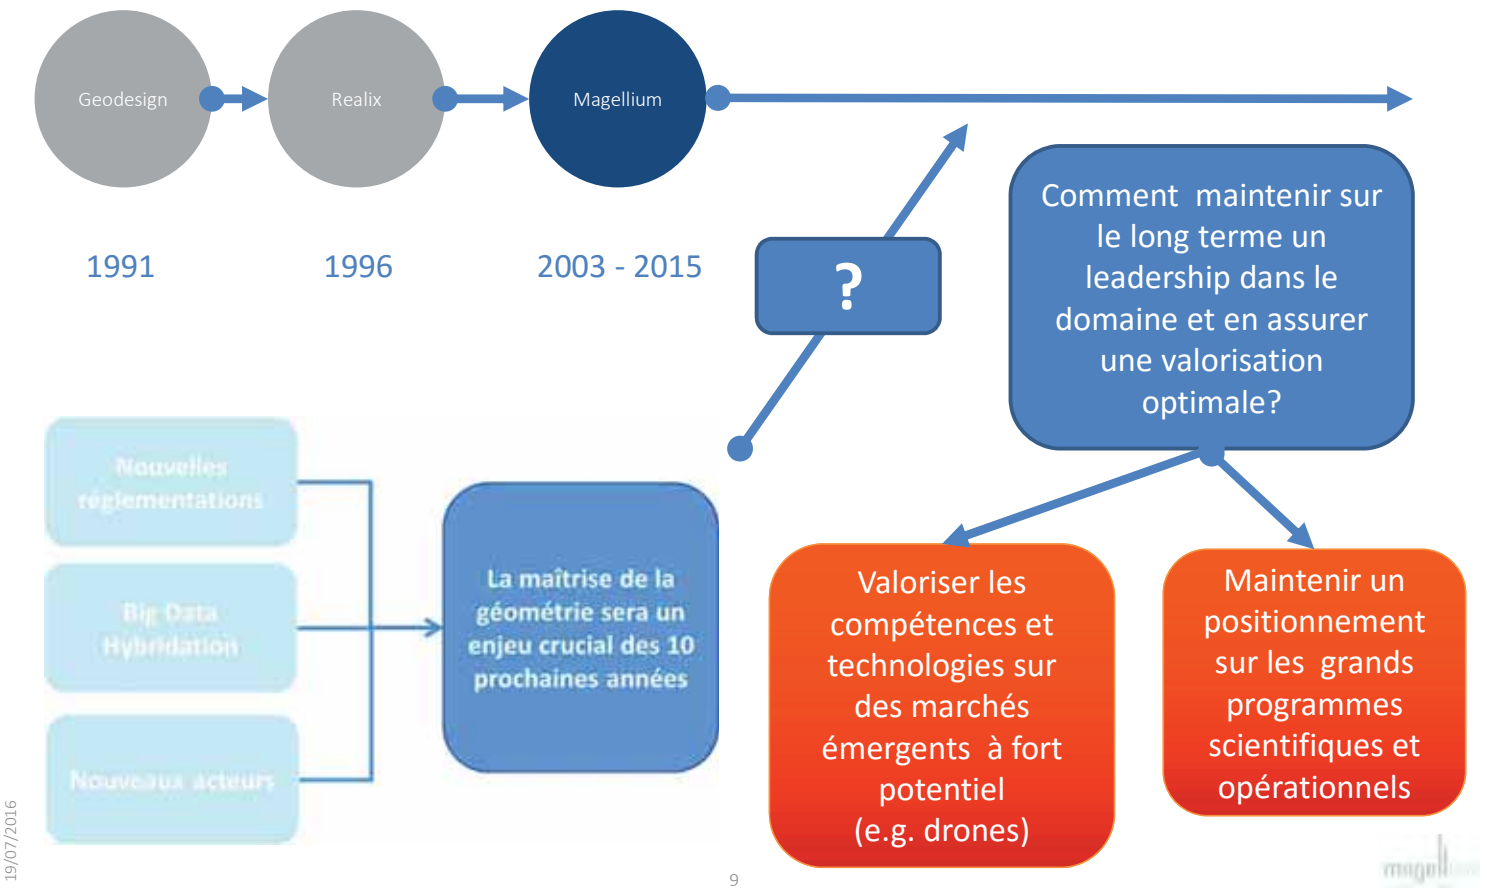 Geodesign
Realix
Magellium
1991
1996
2003 - 2015
?
Comment maintenir sur
le long terme un
leadership dans le
domaine et en assurer
une valorisation
optimale?
Nouvelles
réglementations
Big Data
Hybridation
Nouveaux acteurs
La maîtrise de la
géométrie sera un
enjeu crucial des 10
prochaines années
Valoriser les
compétences et
technologies sur
des marchés
émergents à fort
potentiel
(e.g. drones)
Maintenir un
positionnement
sur les grands
programmes
scientifiques et
opérationnels
19/07/2016
9